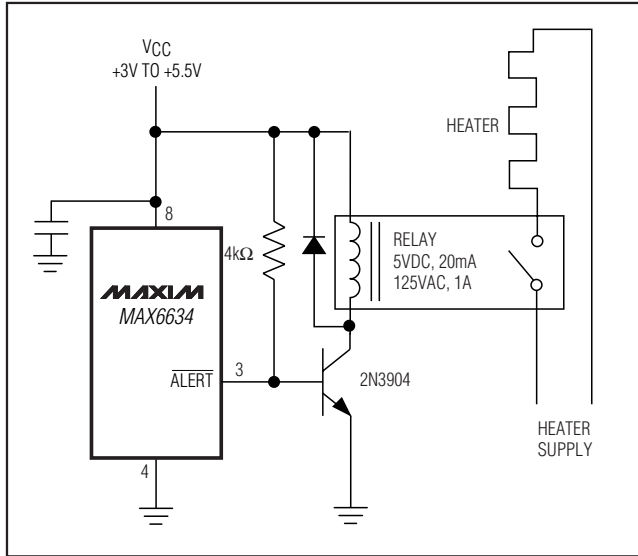 VCC
+3V TO +5.5V
HEATER
8
4kΩ
RELAY
5VDC, 20mA
125VAC, 1A
MAXIM
MAX6634
ALERT
3
2N3904
4
HEATER
SUPPLY